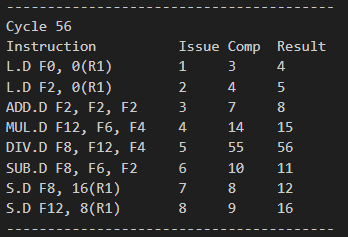 ----------------------------------------
Cycle 56
Instruction Issue Comp Result
L.D F0, 0(R1) 1 3 4
L.D F2, 0(R1) 2 4 5
ADD.D F2, F2, F2 3 7 8
MUL.D F12, F6, F4 4 14 15
DIV.D F8, F12, F4 5 55 56
SUB.D F8, F6, F2 6 10 11
S.D F8, 16(R1) 7 8 12
S.D F12, 8(R1) 8 9 16
----------------------------------------